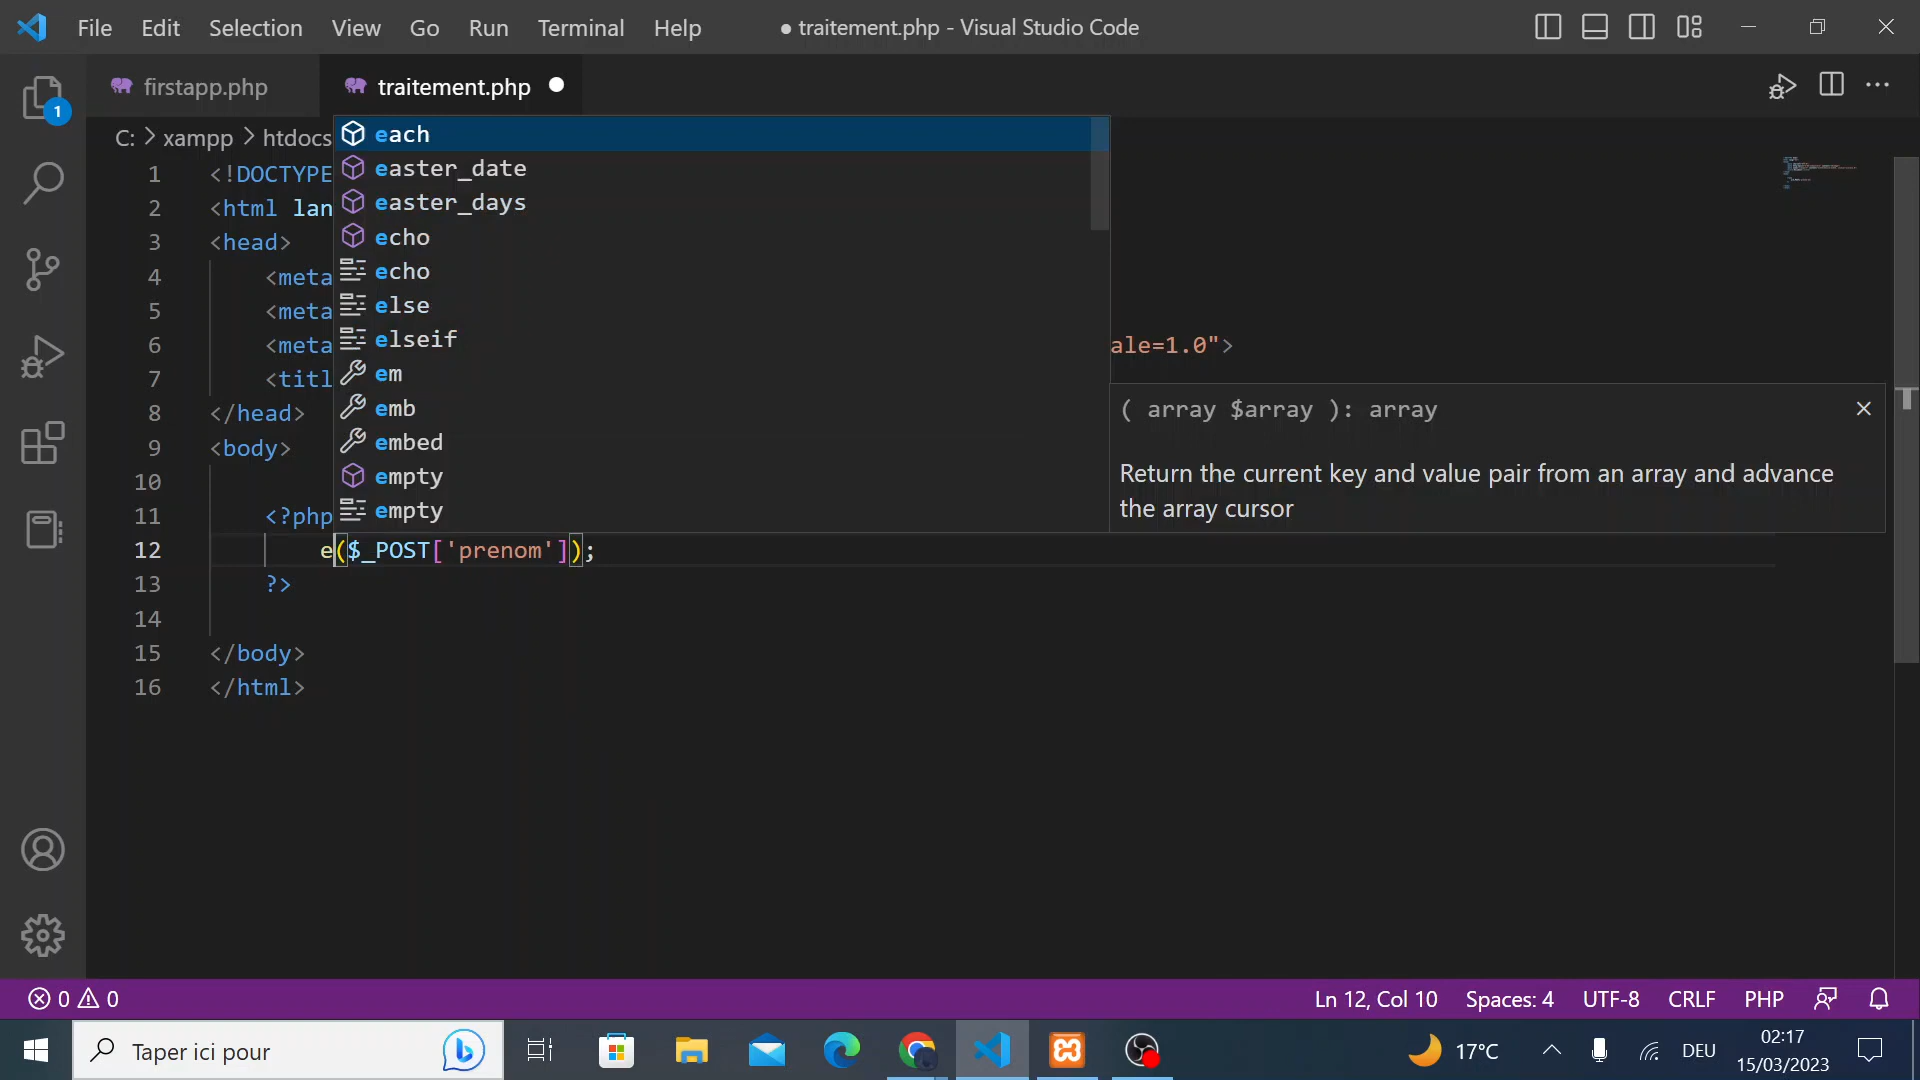 File Edit Selection View Go Run Terminal Help ● traitement.php - Visual Studio Code
firstapp.php traitement.php
1
C: > xampp > htdocs
each
easter_date
easter_days
echo
echo
else
elseif
em
emb
embed
empty
empty
( array $array ): array
Return the current key and value pair from an array and advance
the array cursor
1 <!DOCTYPE
2 <html lan
3 <head>
4 <meta
5 <meta
6 <meta ale=1.0">
7 <titl
8 </head>
9 <body>
10
11 <?php
12 e($_POST['prenom']);
13 ?>
14
15 </body>
16 </html>
0 0 Ln 12, Col 10 Spaces: 4 UTF-8 CRLF PHP
Taper ici pour 17°C DEU 02:17
15/03/2023